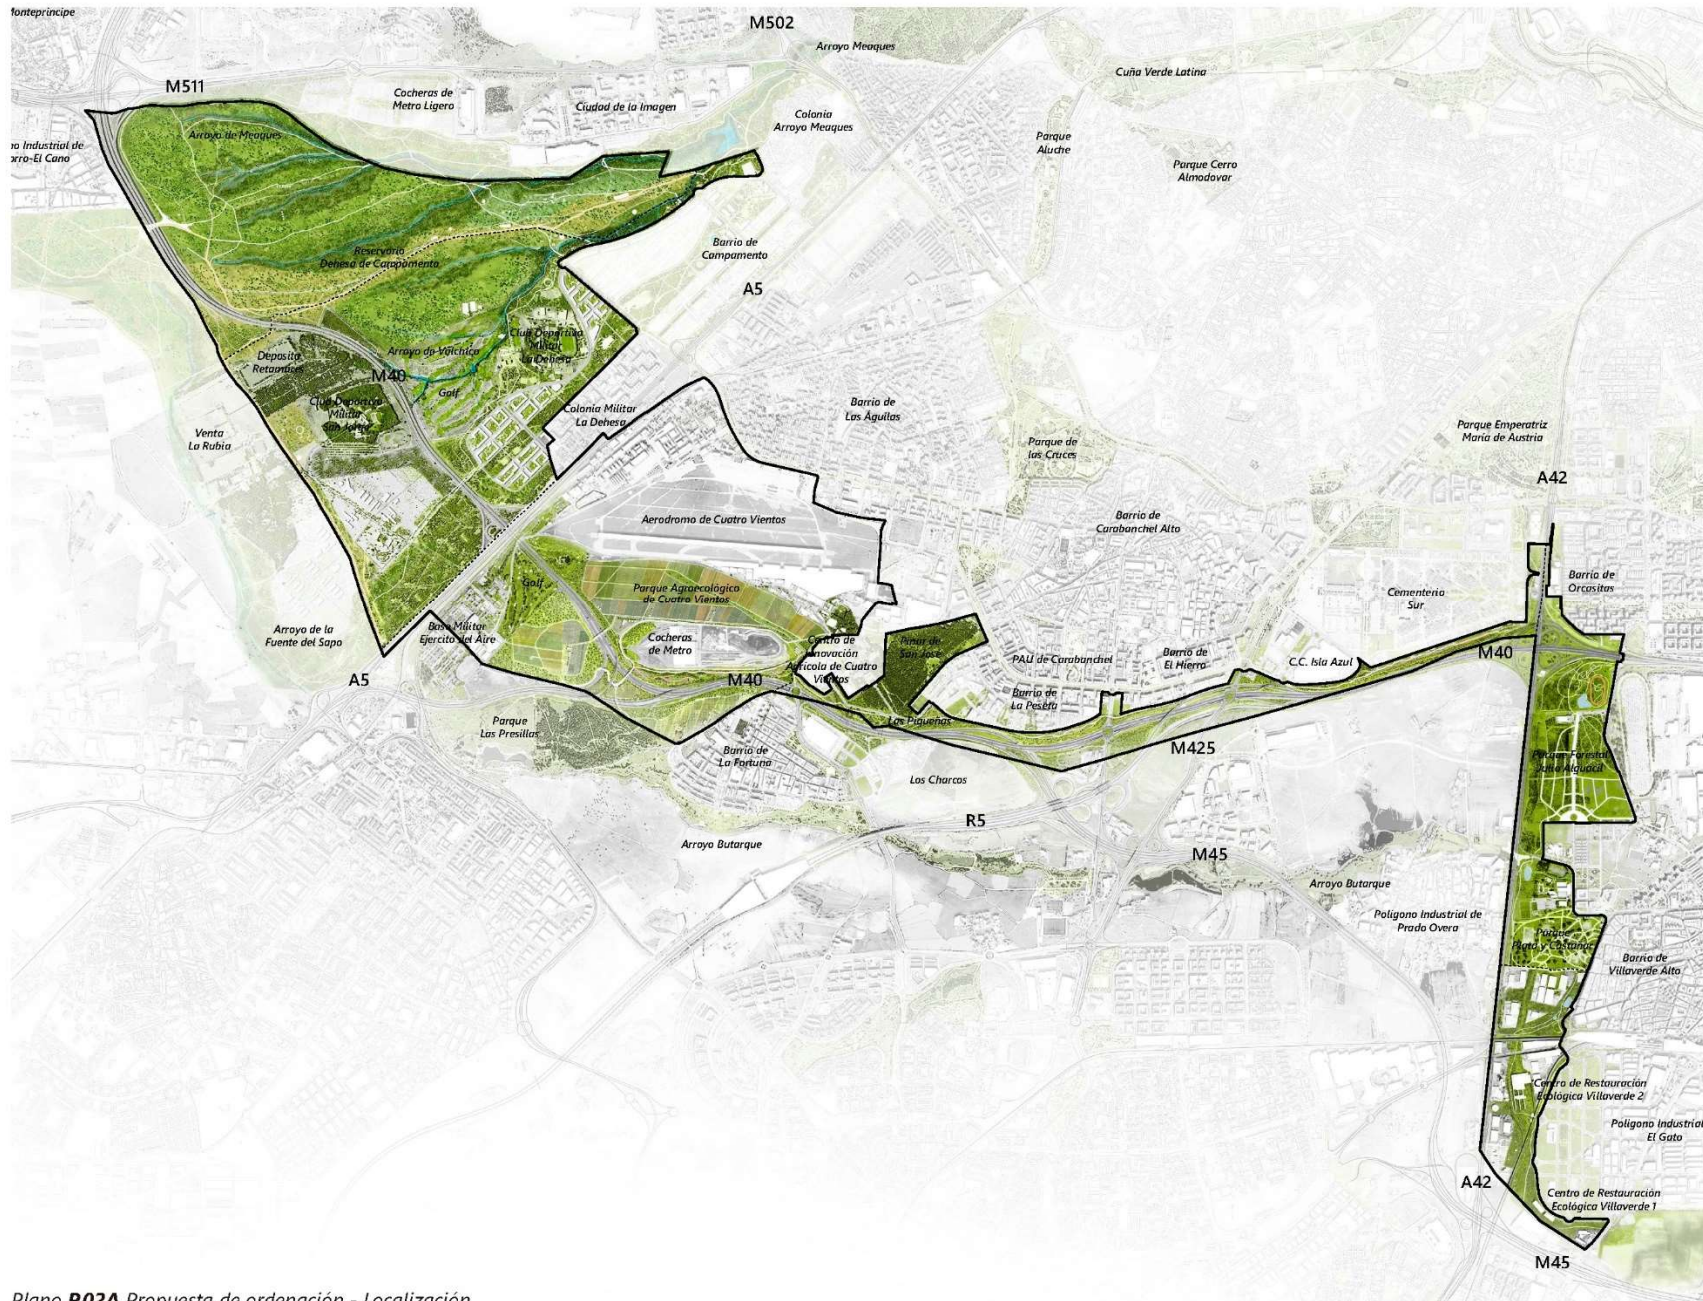 Montepríncipe
M502
Arroyo Meaques
Cuña Verde Latina
M511
Cocheras de
Metro Ligero
Ciudad de la Imagen
Colonia
Arroyo Meaques
Arroyo de Meaques
Industrial de
Parque
Aluche
Parque Cerro
Almodovar
Reservorio
Dehesa de Campamento
Barrio de
Campamento
A5
Club Deportivo
Militar
La Dehesa
Deposito
Retamares
Arroyo de Valchico
M40
Golf
Club Deportivo
Militar
San Jorge
Colonia Militar
La Dehesa
Barrio de
Las Águilas
Venta
La Rubia
Parque de
las Cruces
Parque Emperatriz
María de Austria
A42
Aerodromo de Cuatro Vientos
Barrio de
Carabanchel Alto
Golf
Parque Agroecológico
de Cuatro Vientos
Cementerio
Sur
Barrio de
Orcasitas
Arroyo de la
Fuente del Sapo
Base Militar
Ejercito del Aire
Cocheras
de Metro
Centro de
Innovación
Agrícola de Cuatro
Vientos
Pinar de
San José
PAU de Carabanchel
Barrio de
El Hierro
C.C. Isla Azul
M40
A5
M40
Barrio de
La Peseta
Las Piqueñas
Parque
Las Presillas
Barrio de
La Fortuna
M425
Los Charcos
Parque Forestal
Julio Alguacil
R5
Arroyo Butarque
M45
Arroyo Butarque
Polígono Industrial de
Prado Overa
Parque
Plata y Castañar
Barrio de
Villaverde Alto
Centro de Restauración
Ecológica Villaverde 2
Polígono Industrial
El Gato
A42
Centro de Restauración
Ecológica Villaverde 1
M45
Plano P02A Propuesta de ordenación - Localización